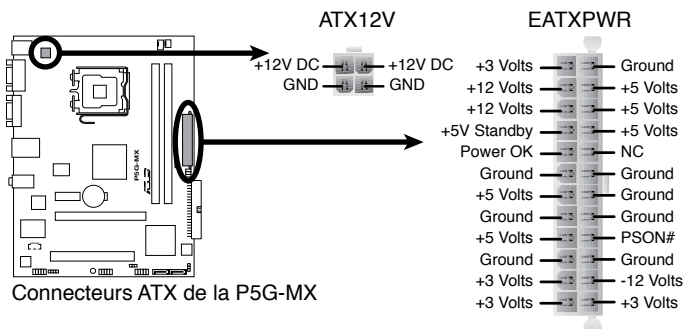 ATX12V
EATXPWR
+12V DC
+12V DC
GND
GND
+3 Volts
Ground
+12 Volts
+5 Volts
+12 Volts
+5 Volts
+5V Standby
+5 Volts
Power OK
NC
Ground
Ground
+5 Volts
Ground
Ground
Ground
+5 Volts
PSON#
Ground
Ground
+3 Volts
-12 Volts
+3 Volts
+3 Volts
P5G-MX
Connecteurs ATX de la P5G-MX